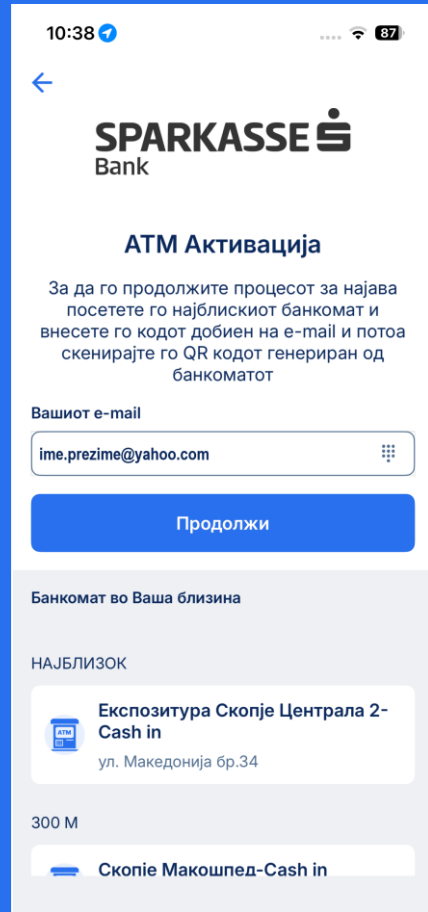 10:38
87
SPARKASSE
Bank
АТМ Активација
За да го продолжите процесот за најава
посетете го најблискиот банкомат и
внесете го кодот добиен на e-mail и потоа
скенирајте го QR кодот генериран од
банкоматот
Вашиот e-mail
ime.prezime@yahoo.com
Продолжи
Банкомат во Ваша близина
НАЈБЛИЗОК
ATM
Експозитура Скопје Централа 2-
Cash in
ул. Македонија бр.34
300 М
Скопје Макошпед-Cash in